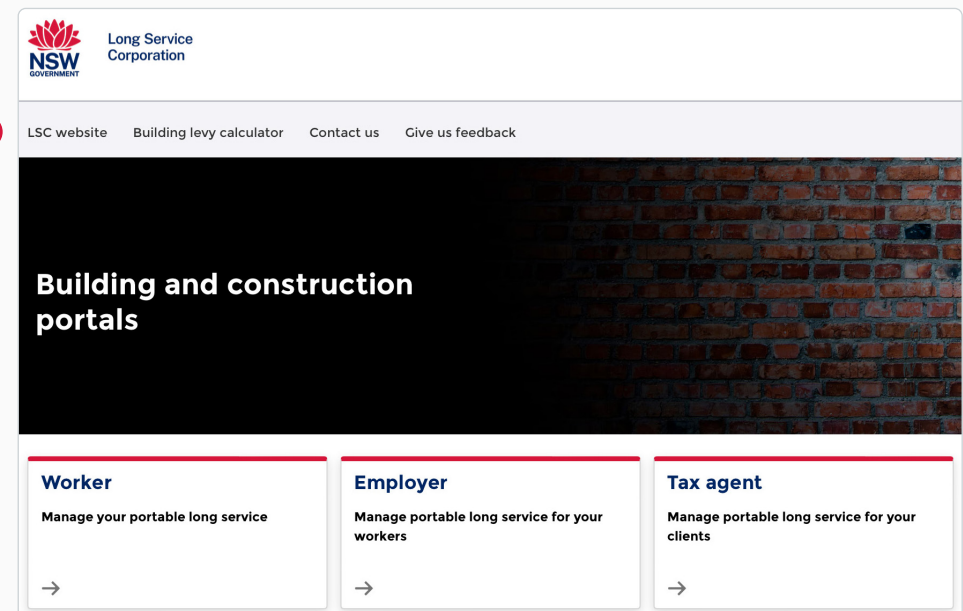 NSW
GOVERNMENT
Long Service
Corporation
LSC website Building levy calculator Contact us Give us feedback
Building and construction
portals
Worker
Manage your portable long service
Employer
Manage portable long service for your
workers
Tax agent
Manage portable long service for your
clients